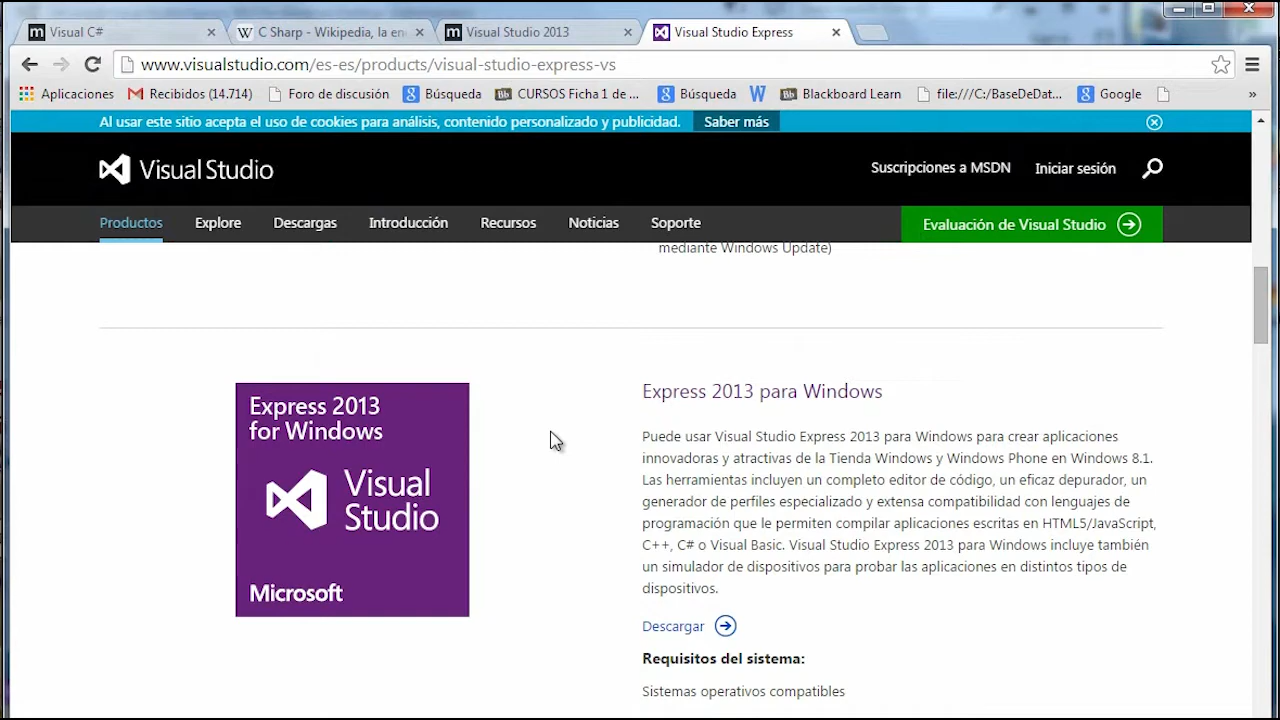 Visual C#
C Sharp - Wikipedia, la en
Visual Studio 2013
Visual Studio Express
www.visualstudio.com/es-es/products/visual-studio-express-vs
Aplicaciones
Recibidos (14.714)
Foro de discusión
Búsqueda
CURSOS Ficha 1 de ...
Búsqueda
Blackboard Learn
file:///C:/BaseDeDat...
Google
Al usar este sitio acepta el uso de cookies para análisis, contenido personalizado y publicidad.
Saber más
Visual Studio
Suscripciones a MSDN
Iniciar sesión
Productos
Explore
Descargas
Introducción
Recursos
Noticias
Soporte
Evaluación de Visual Studio
mediante Windows Update)
Express 2013
for Windows
Visual
Studio
Microsoft
Express 2013 para Windows
Puede usar Visual Studio Express 2013 para Windows para crear aplicaciones
innovadoras y atractivas de la Tienda Windows y Windows Phone en Windows 8.1.
Las herramientas incluyen un completo editor de código, un eficaz depurador, un
generador de perfiles especializado y extensa compatibilidad con lenguajes de
programación que le permiten compilar aplicaciones escritas en HTML5/JavaScript,
C++, C# o Visual Basic. Visual Studio Express 2013 para Windows incluye también
un simulador de dispositivos para probar las aplicaciones en distintos tipos de
dispositivos.
Descargar
Requisitos del sistema:
Sistemas operativos compatibles